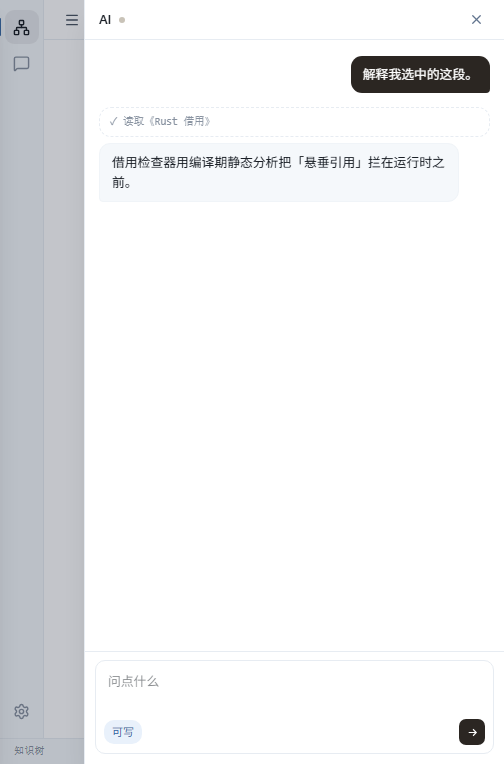 AI
解释我选中的这段。
✓ 读取《Rust 借用》
借用检查器用编译期静态分析把「悬垂引用」拦在运行时之
前。
问点什么
可写
知识树